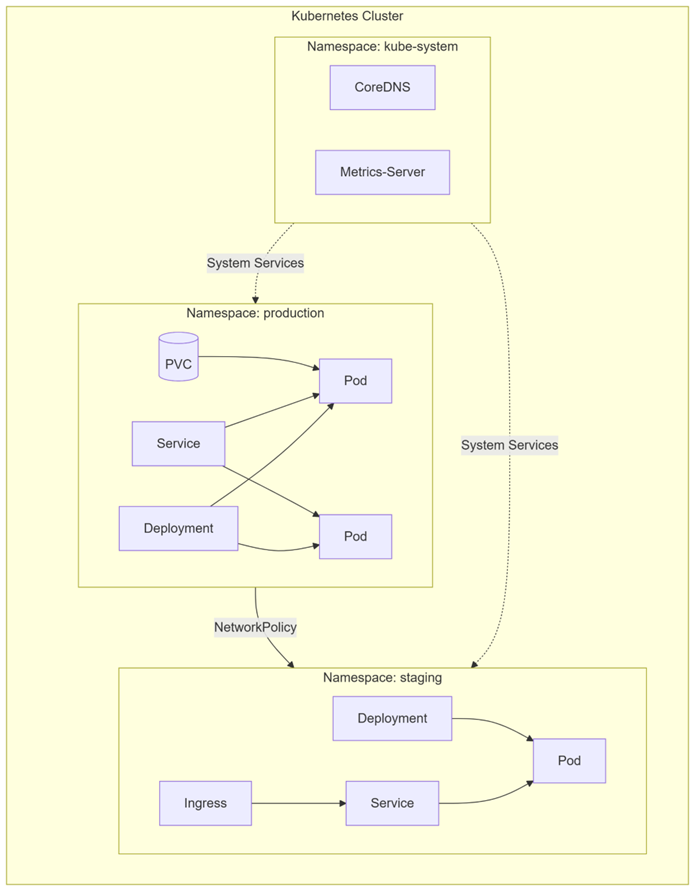 Kubernetes Cluster
Namespace: kube-system
CoreDNS
Metrics-Server
System Services
Namespace: production
PVC
Pod
Service
System Services
Deployment
Pod
NetworkPolicy
Namespace: staging
Deployment
Pod
Ingress
Service